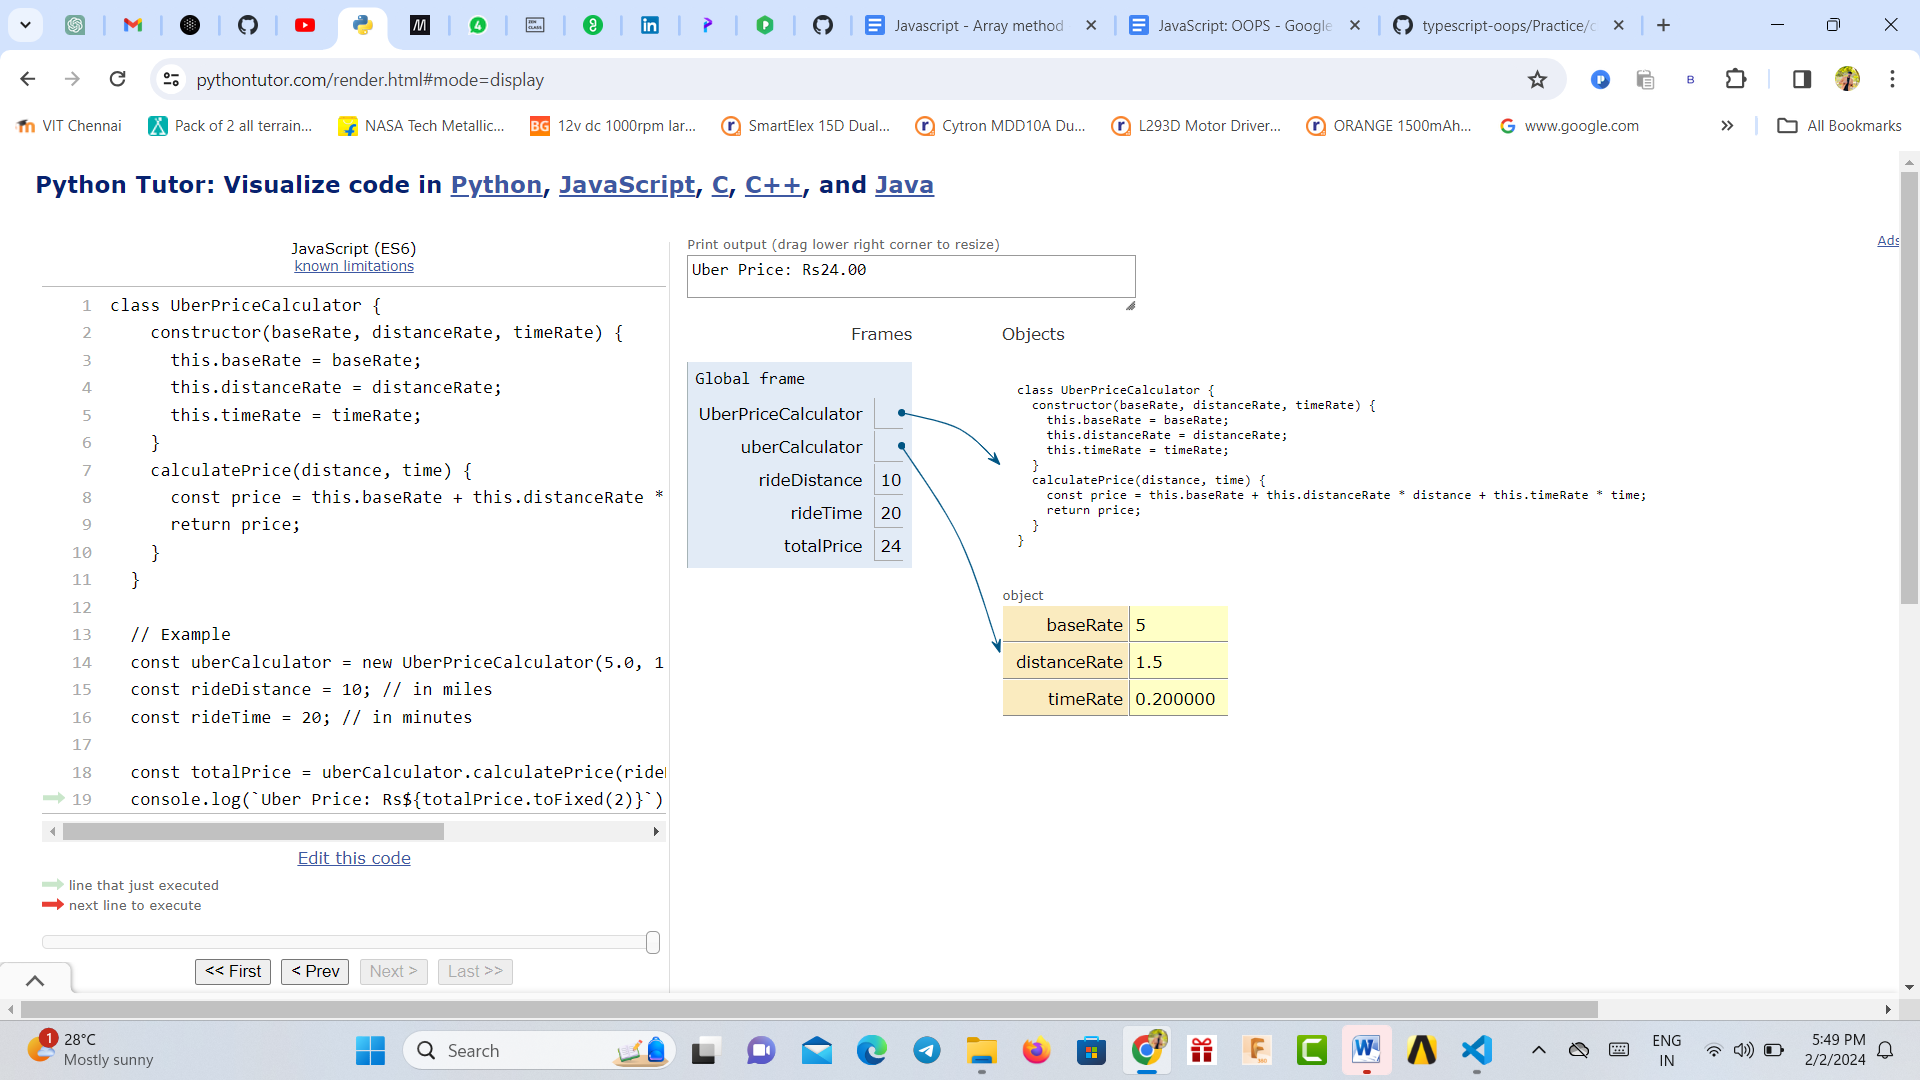 Javascript - Array method
JavaScript: OOPS - Google
typescript-oops/Practice/c
pythontutor.com/render.html#mode=display
VIT Chennai
Pack of 2 all terrain...
NASA Tech Metallic...
12v dc 1000rpm lar...
SmartElex 15D Dual...
Cytron MDD10A Du...
L293D Motor Driver...
ORANGE 1500mAh...
www.google.com
All Bookmarks
Python Tutor: Visualize code in Python, JavaScript, C, C++, and Java
Ads
JavaScript (ES6)
known limitations
1 class UberPriceCalculator {
2 constructor(baseRate, distanceRate, timeRate) {
3 this.baseRate = baseRate;
4 this.distanceRate = distanceRate;
5 this.timeRate = timeRate;
6 }
7 calculatePrice(distance, time) {
8 const price = this.baseRate + this.distanceRate *
9 return price;
10 }
11 }
12
13 // Example
14 const uberCalculator = new UberPriceCalculator(5.0, 1
15 const rideDistance = 10; // in miles
16 const rideTime = 20; // in minutes
17
18 const totalPrice = uberCalculator.calculatePrice(ride
19 console.log(`Uber Price: Rs${totalPrice.toFixed(2)}`)
Edit this code
line that just executed
next line to execute
<< First
< Prev
Next >
Last >>
Print output (drag lower right corner to resize)
Uber Price: Rs24.00
Frames
Objects
Global frame
UberPriceCalculator
uberCalculator
rideDistance 10
rideTime 20
totalPrice 24
class UberPriceCalculator {
constructor(baseRate, distanceRate, timeRate) {
this.baseRate = baseRate;
this.distanceRate = distanceRate;
this.timeRate = timeRate;
}
calculatePrice(distance, time) {
const price = this.baseRate + this.distanceRate * distance + this.timeRate * time;
return price;
}
}
object
baseRate 5
distanceRate 1.5
timeRate 0.200000
1
28°C
Mostly sunny
Search
ENG
IN
5:49 PM
2/2/2024